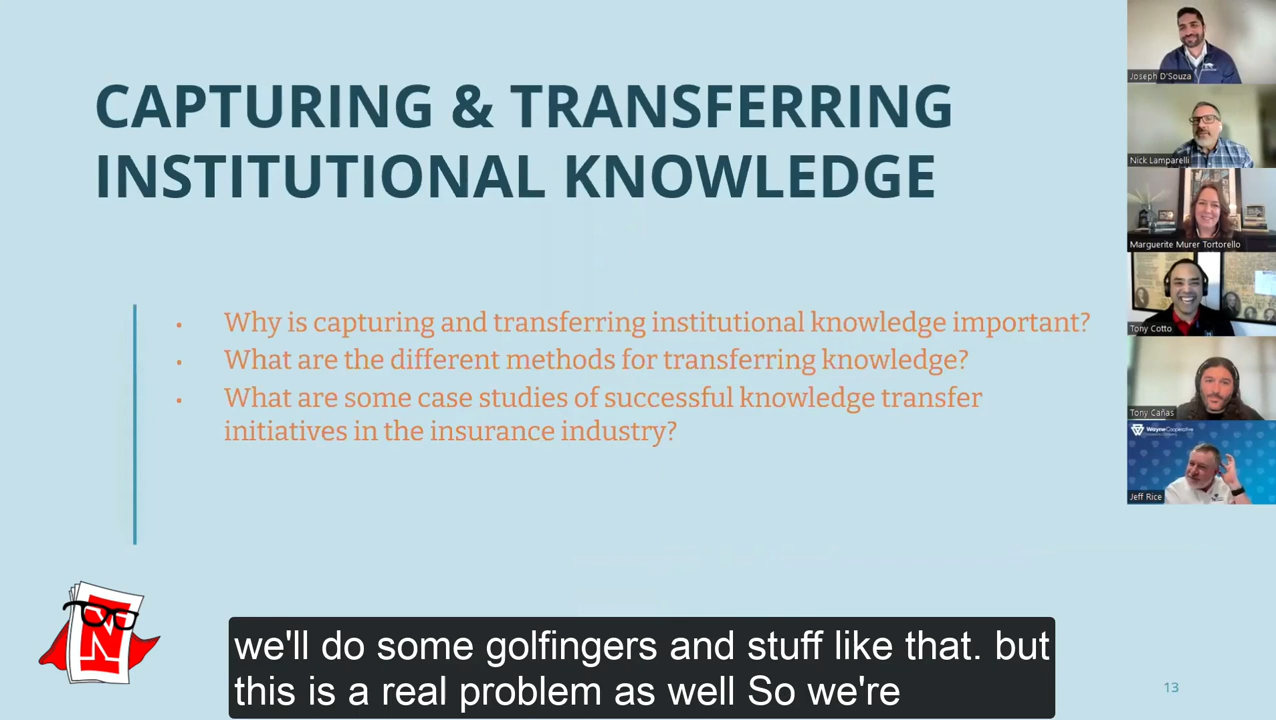 CAPTURING & TRANSFERRING
INSTITUTIONAL KNOWLEDGE
• Why is capturing and transferring institutional knowledge important?
• What are the different methods for transferring knowledge?
• What are some case studies of successful knowledge transfer
initiatives in the insurance industry?
Joseph D'Souza
Nick Lamparelli
Marguerite Murer Tortorello
Tony Cotto
Tony Cañas
WayneCooperative
Jeff Rice
N
we'll do some golfingers and stuff like that. but
this is a real problem as well So we're
13